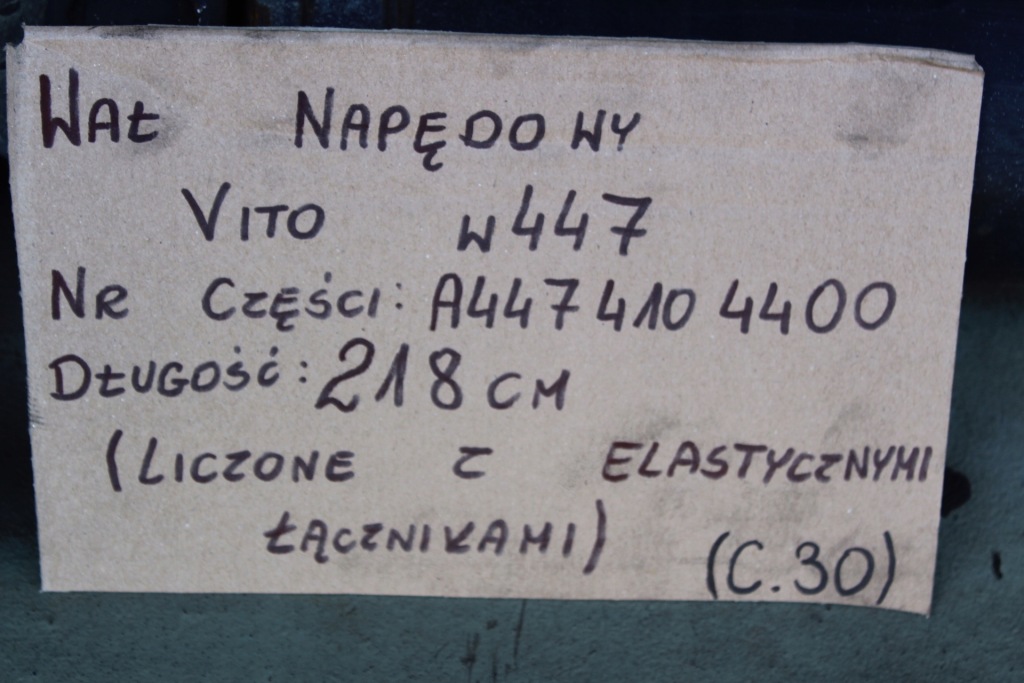 WAŁ NAPĘDOWY
VITO W447
NR CZĘŚCI: A447 410 4400
DŁUGOŚĆ: 218 CM
(LICZONE Z ELASTYCZNYMI
ŁĄCZNIKAMI)
(C.30)